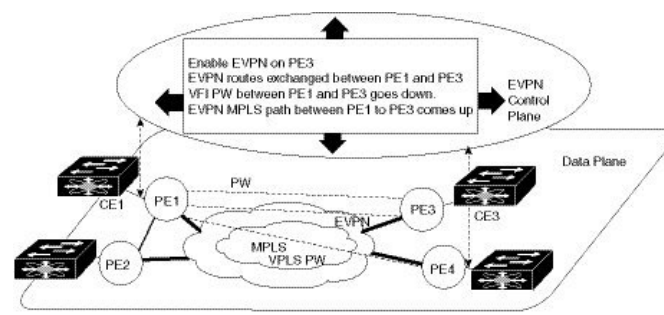 Enable EVPN on PE3
EVPN routes exchanged between PE1 and PE3
VFI PW between PE1 and PE3 goes down.
EVPN MPLS path between PE1 to PE3 comes up
EVPN
Control
Plane
Data Plane
PW
CE1
PE1
PE3
CE3
EVPN
MPLS
VPLS PW
PE2
PE4